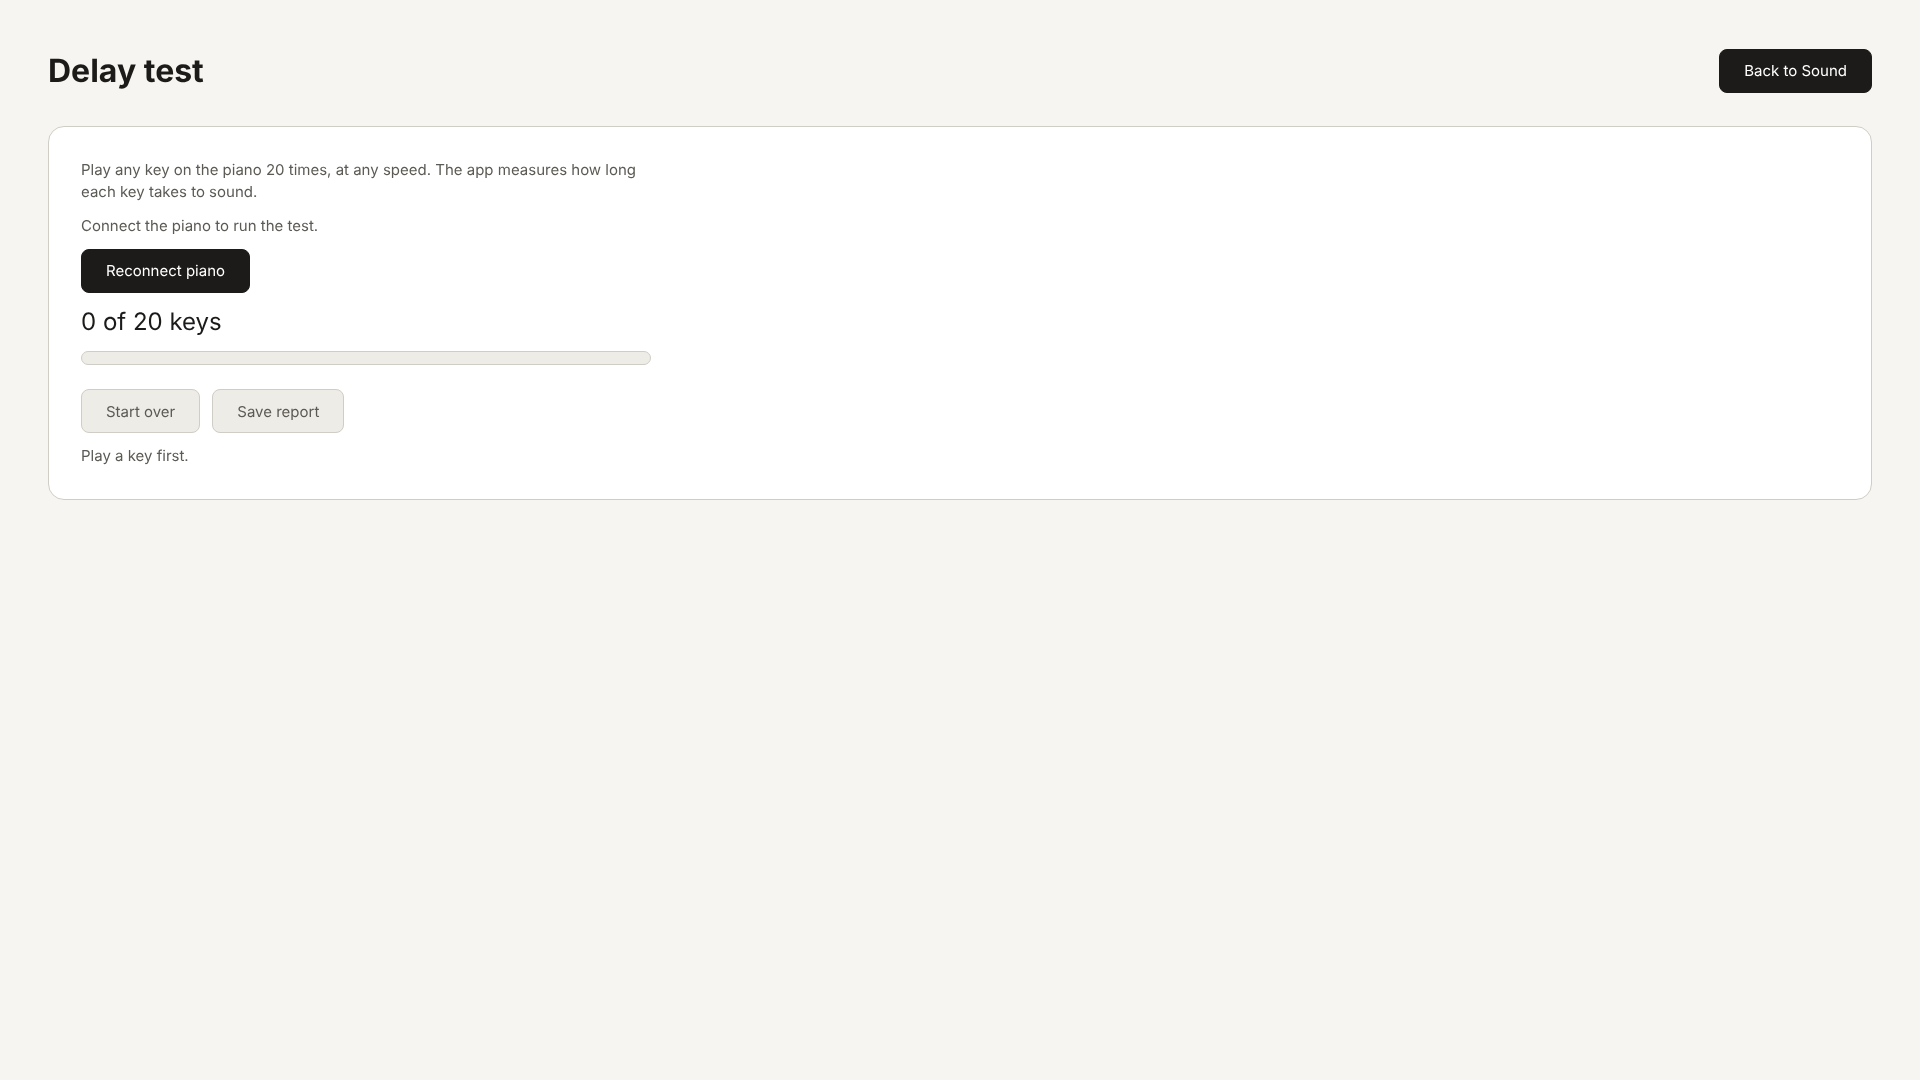 Delay test
Back to Sound
Play any key on the piano 20 times, at any speed. The app measures how long
each key takes to sound.
Connect the piano to run the test.
Reconnect piano
0 of 20 keys
Start over
Save report
Play a key first.